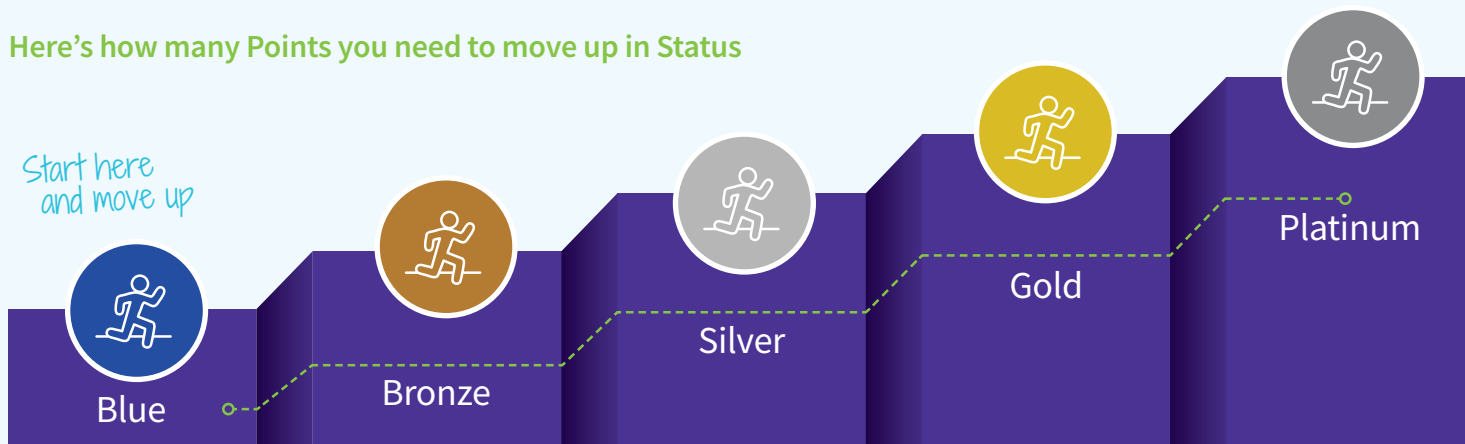 Here’s how many Points you need to move up in Status
Start here
and move up
Blue
Bronze
Silver
Gold
Platinum